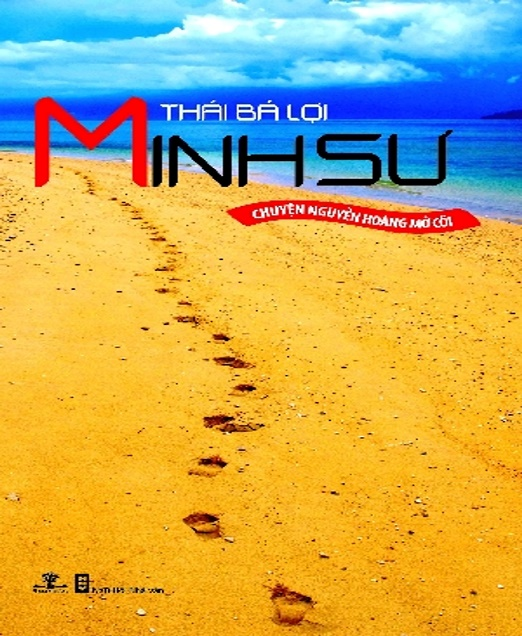 THÁI BÁ LỢI
MINH SƯ
CHUYỆN NGUYỄN HOÀNG MỞ CÕI